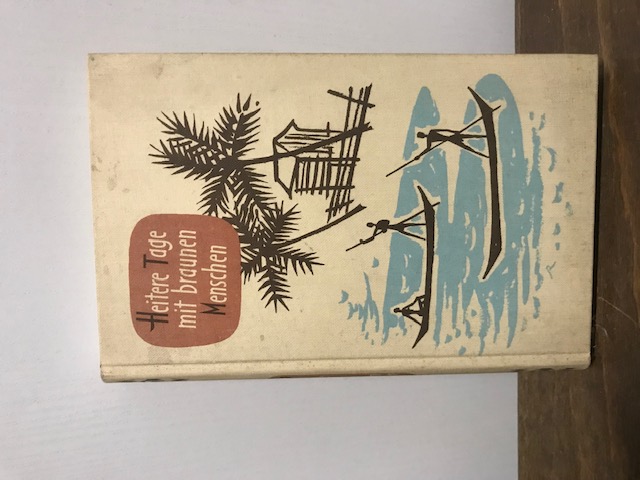 Heitere Tage
mit braunen
Menschen